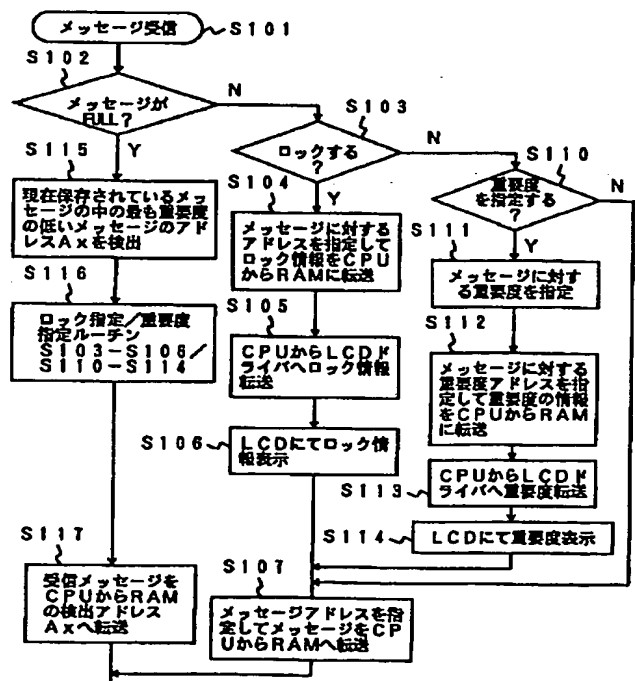 メッセージ受信
S101
S102
メッセージが
FULL?
N
Y
S103
ロックする
?
N
Y
S110
重要度
を指定する
?
N
Y
S115
現在保存されているメッ
セージの中の最も重要度
の低いメッセージのアド
レスAxを検出
S104
メッセージに対する
アドレスを指定して
ロック情報をCPU
からRAMに転送
S111
メッセージに対す
る重要度を指定
S116
ロック指定/重要度
指定ルーチン
S103-S106/
S110-S114
S105
CPUからLCDド
ライバへロック情報
転送
S112
メッセージに対する
重要度アドレスを指
定して重要度の情報
をCPUからRAM
に転送
S106
LCDにてロック情
報表示
S113
CPUからLCDド
ライバへ重要度転送
S114
LCDにて重要度表示
S117
受信メッセージを
CPUからRAM
の検出アドレス
Axへ転送
S107
メッセージアドレスを指
定してメッセージをCP
UからRAMへ転送